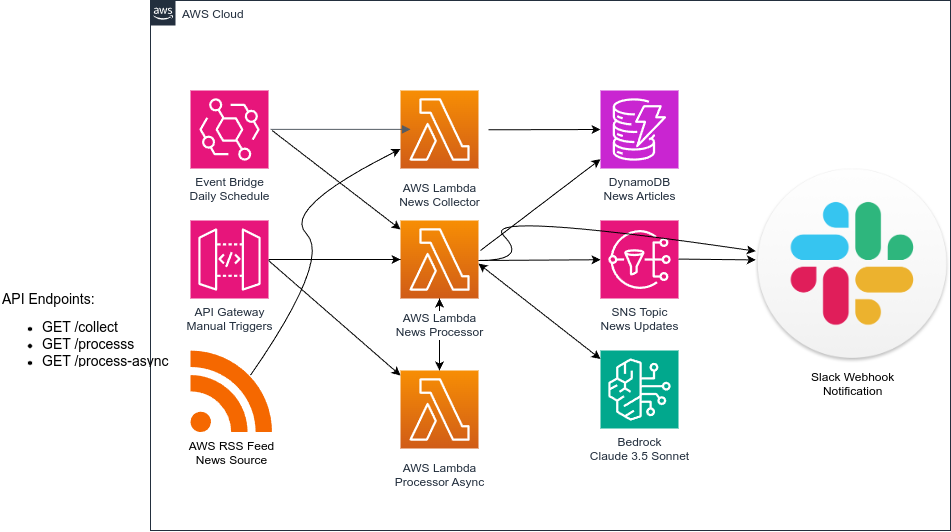 aws
AWS Cloud
Event Bridge
Daily Schedule
AWS Lambda
News Collector
DynamoDB
News Articles
API Endpoints:
• GET /collect
• GET /processs
• GET /process-async
API Gateway
Manual Triggers
AWS Lambda
News Processor
SNS Topic
News Updates
Slack Webhook
Notification
AWS RSS Feed
News Source
AWS Lambda
Processor Async
Bedrock
Claude 3.5 Sonnet